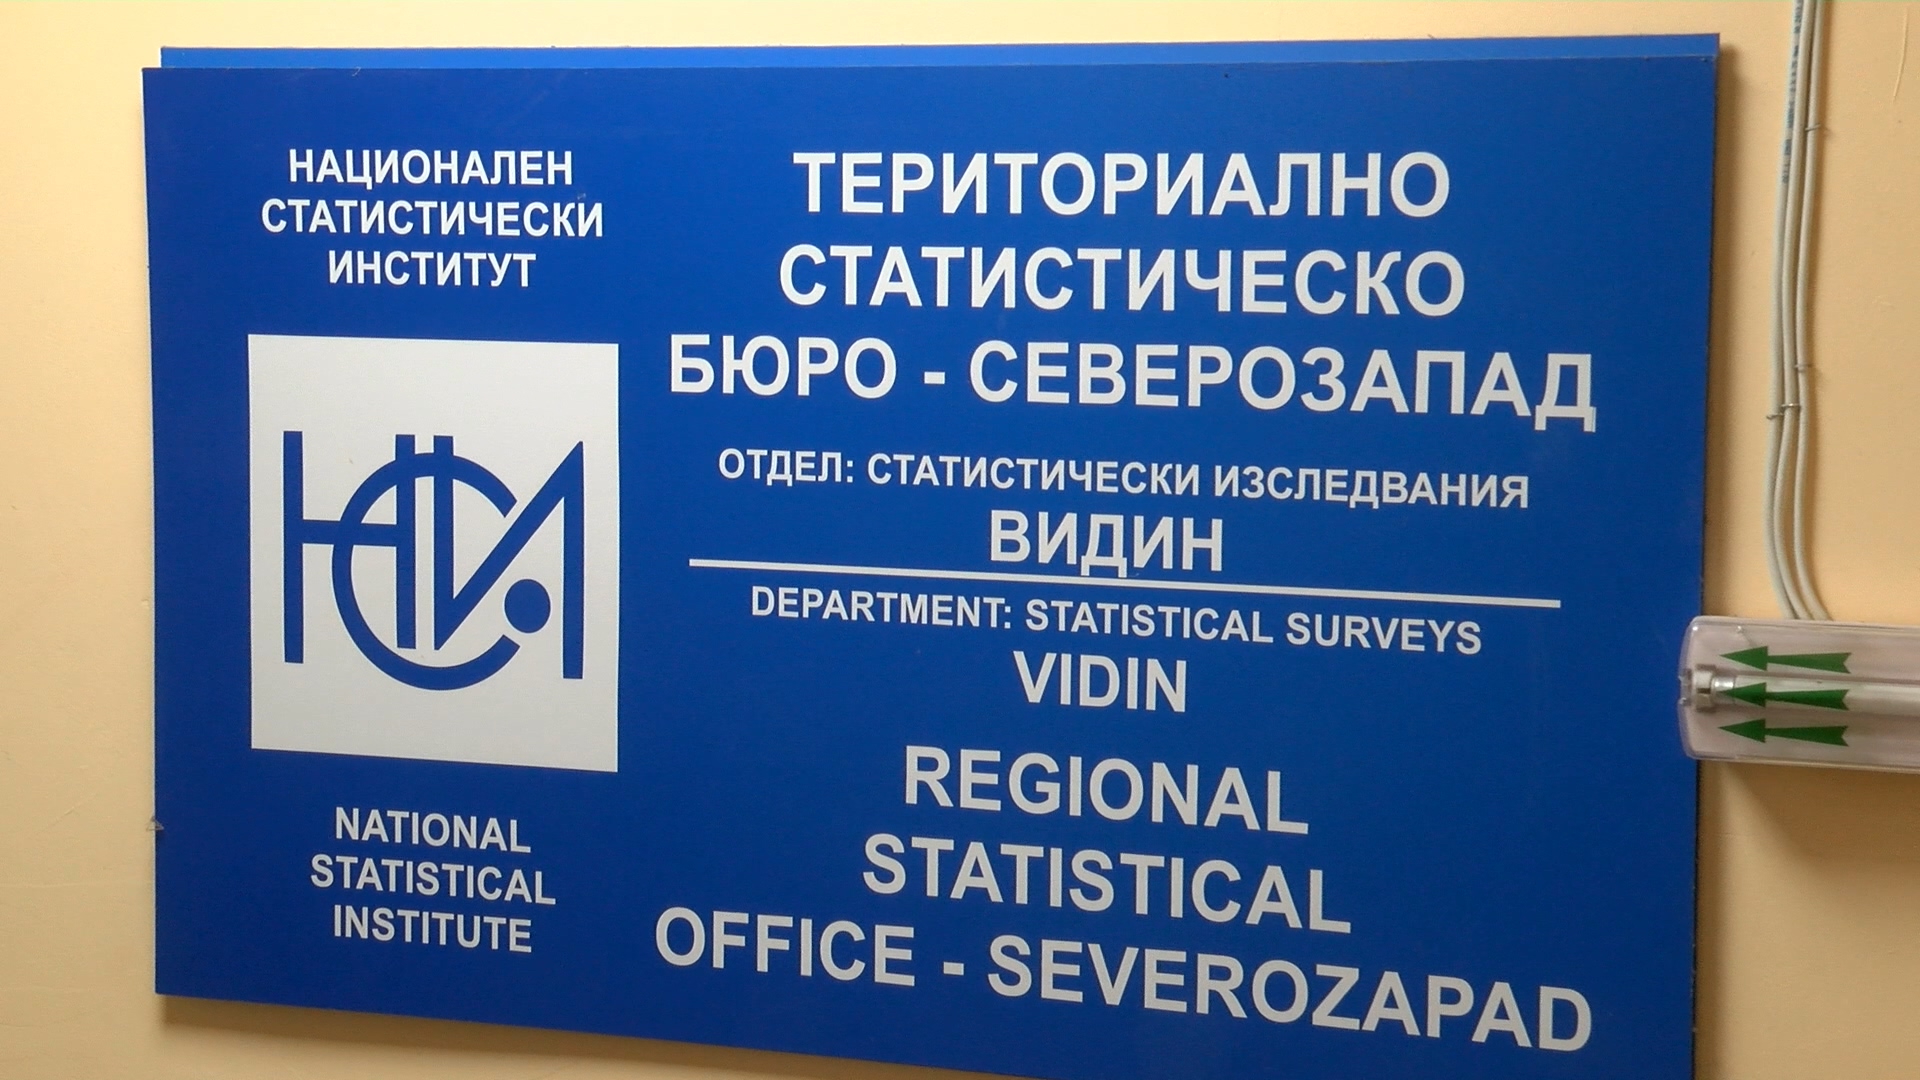 НАЦИОНАЛЕН
СТАТИСТИЧЕСКИ
ИНСТИТУТ
НСИ
NATIONAL
STATISTICAL
INSTITUTE
ТЕРИТОРИАЛНО
СТАТИСТИЧЕСКО
БЮРО - СЕВЕРОЗАПАД
ОТДЕЛ: СТАТИСТИЧЕСКИ ИЗСЛЕДВАНИЯ
ВИДИН
DEPARTMENT: STATISTICAL SURVEYS
VIDIN
REGIONAL
STATISTICAL
OFFICE - SEVEROZAPAD